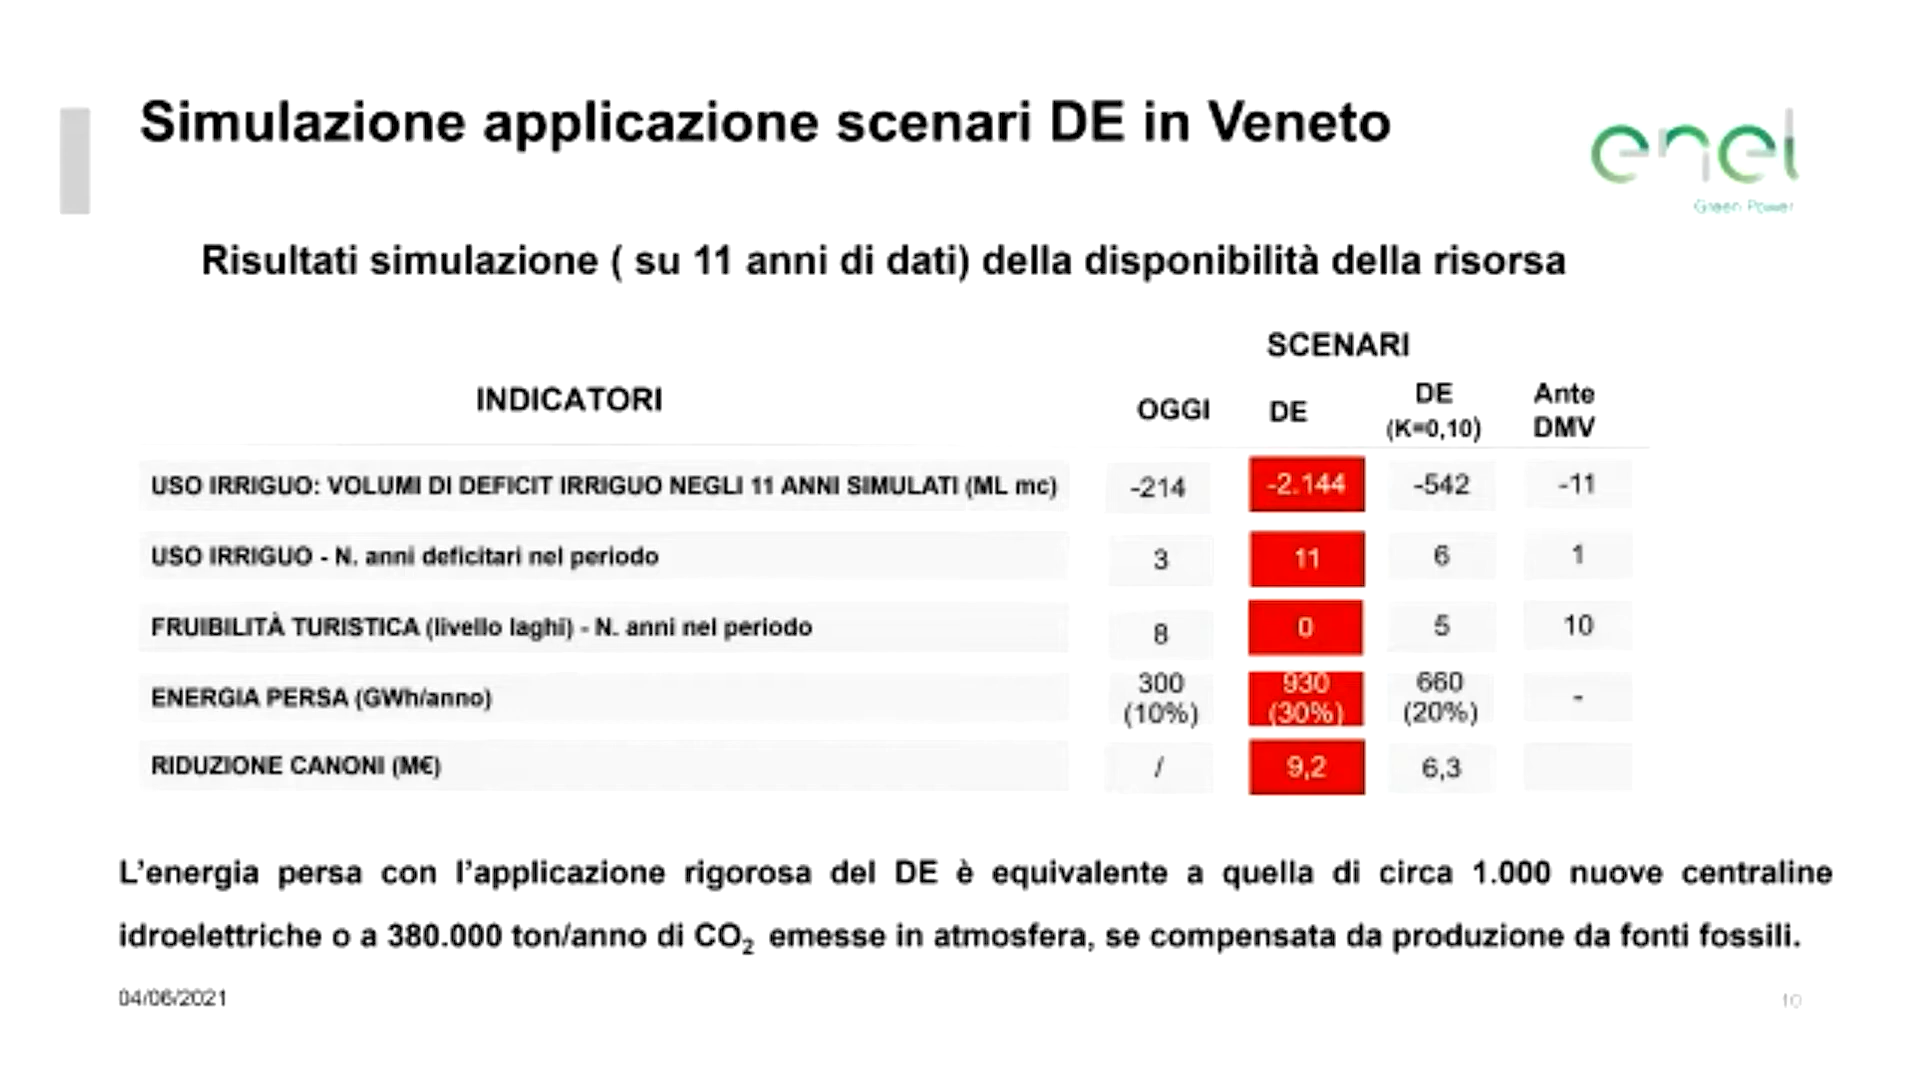 Simulazione applicazione scenari DE in Veneto
enel
Green Power
Risultati simulazione ( su 11 anni di dati) della disponibilità della risorsa
SCENARI
INDICATORI
OGGI
DE
DE
(K=0,10)
Ante
DMV
USO IRRIGUO: VOLUMI DI DEFICIT IRRIGUO NEGLI 11 ANNI SIMULATI (ML mc)
-214
-2.144
-542
-11
USO IRRIGUO - N. anni deficitari nel periodo
3
11
6
1
FRUIBILITÀ TURISTICA (livello laghi) - N. anni nel periodo
8
0
5
10
ENERGIA PERSA (GWh/anno)
300
(10%)
930
(30%)
660
(20%)
-
RIDUZIONE CANONI (M€)
/
9,2
6,3
L'energia persa con l'applicazione rigorosa del DE è equivalente a quella di circa 1.000 nuove centraline
idroelettriche o a 380.000 ton/anno di CO₂ emesse in atmosfera, se compensata da produzione da fonti fossili.
04/06/2021
10